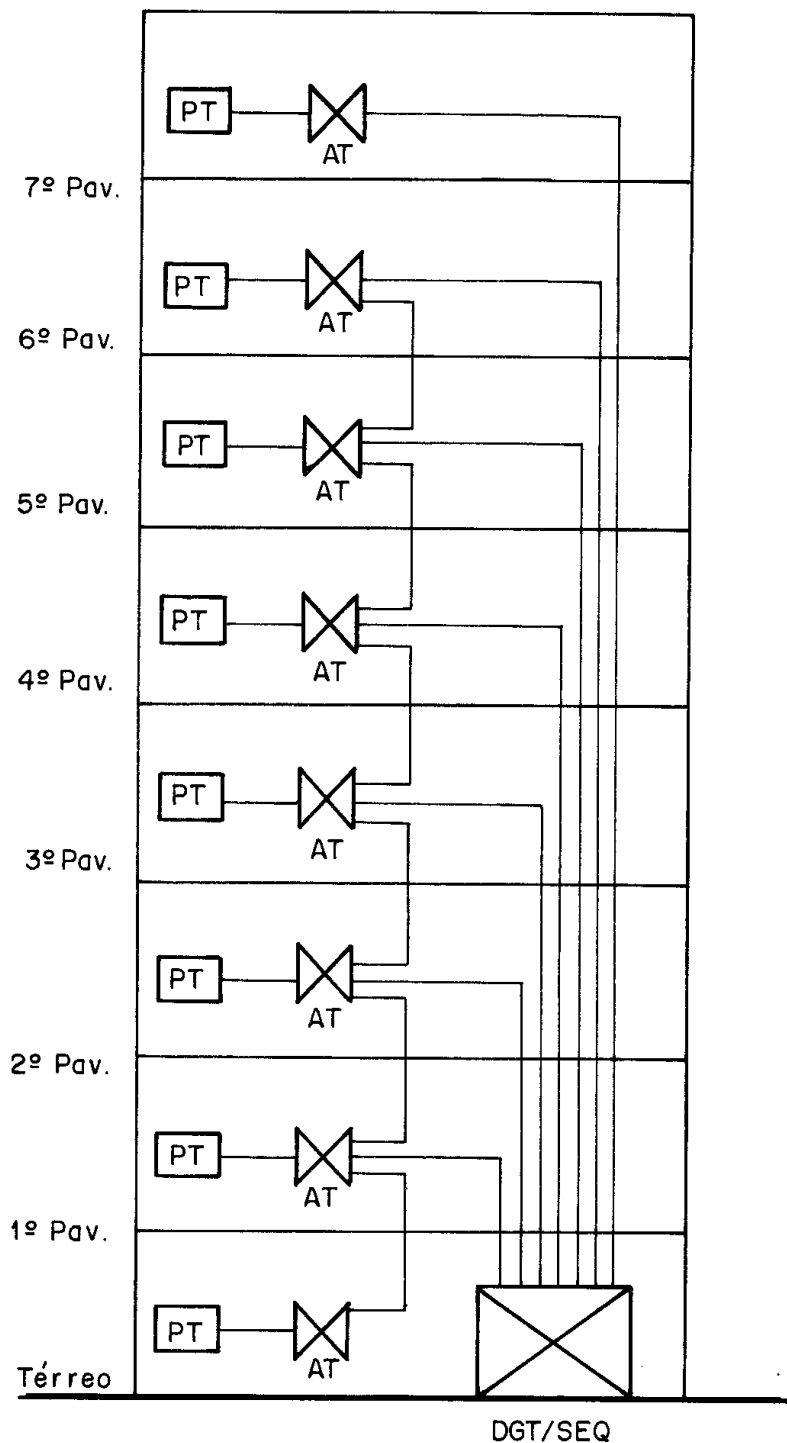 PT
AT
7º Pav.
PT
AT
6º Pav.
PT
AT
5º Pav.
PT
AT
4º Pav.
PT
AT
3º Pav.
PT
AT
2º Pav.
PT
AT
1º Pav.
PT
AT
Térreo
DGT/SEQ